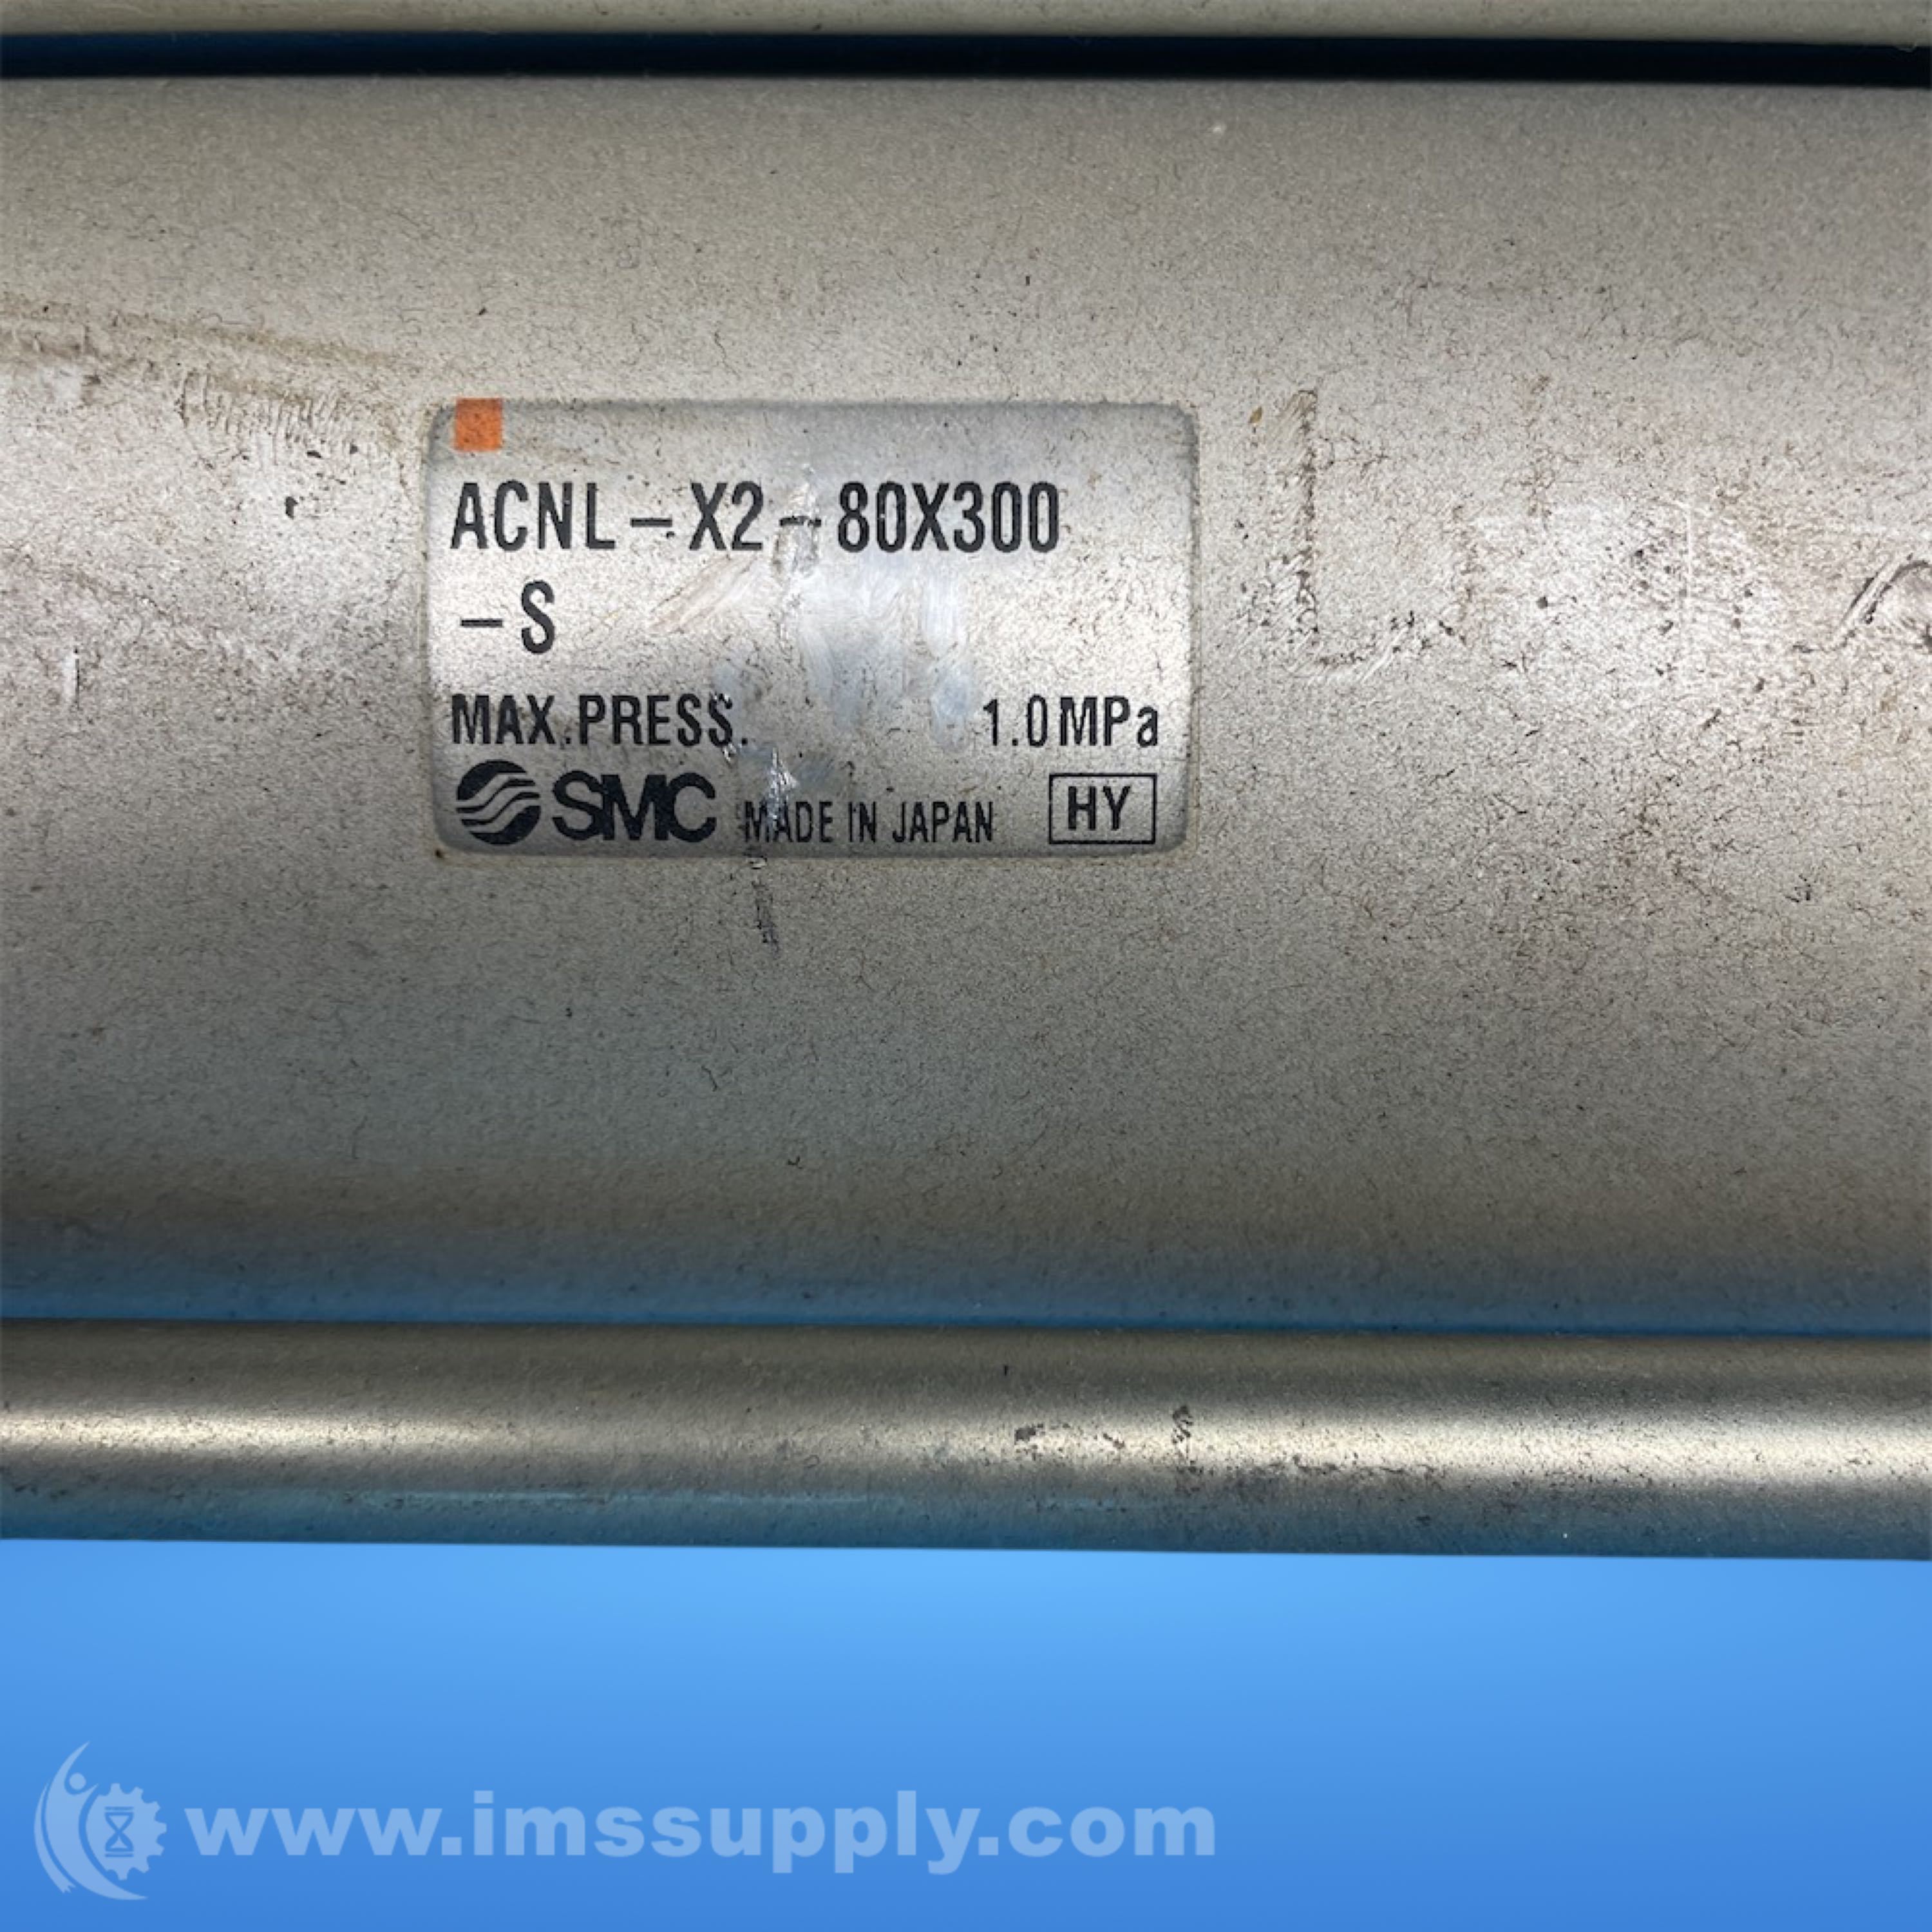 ACNL-X2-80X300
-S
MAX.PRESS. 1.0MPa
SMC MADE IN JAPAN HY
www.imssupply.com